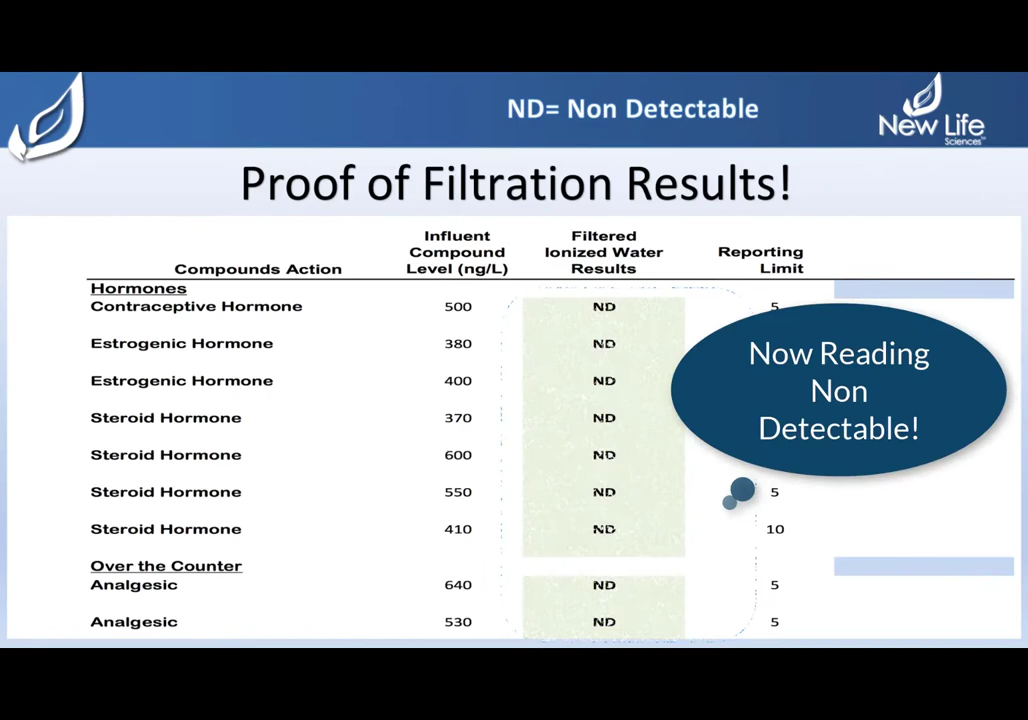 ND= Non Detectable
New Life
Sciences™
Proof of Filtration Results!
Compounds Action
Influent
Compound
Level (ng/L)
Filtered
Ionized Water
Results
Reporting
Limit
Hormones
Contraceptive Hormone 500 ND 5
Estrogenic Hormone 380 ND
Estrogenic Hormone 400 ND
Steroid Hormone 370 ND
Steroid Hormone 600 ND
Steroid Hormone 550 ND 5
Steroid Hormone 410 ND 10
Over the Counter
Analgesic 640 ND 5
Analgesic 530 ND 5
Now Reading
Non
Detectable!